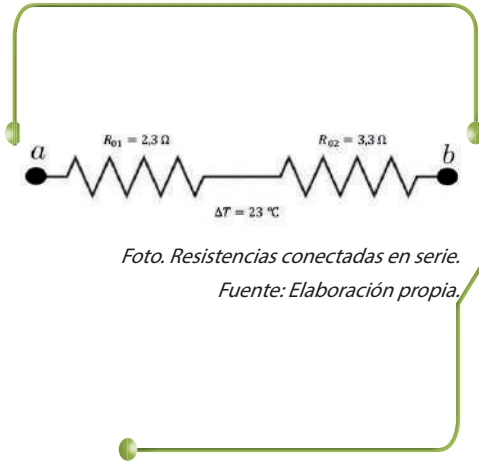 R₀₁ = 2,3 Ω R₀₂ = 3,3 Ω
a b
ΔT = 23 °C
Foto. Resistencias conectadas en serie.
Fuente: Elaboración propia.